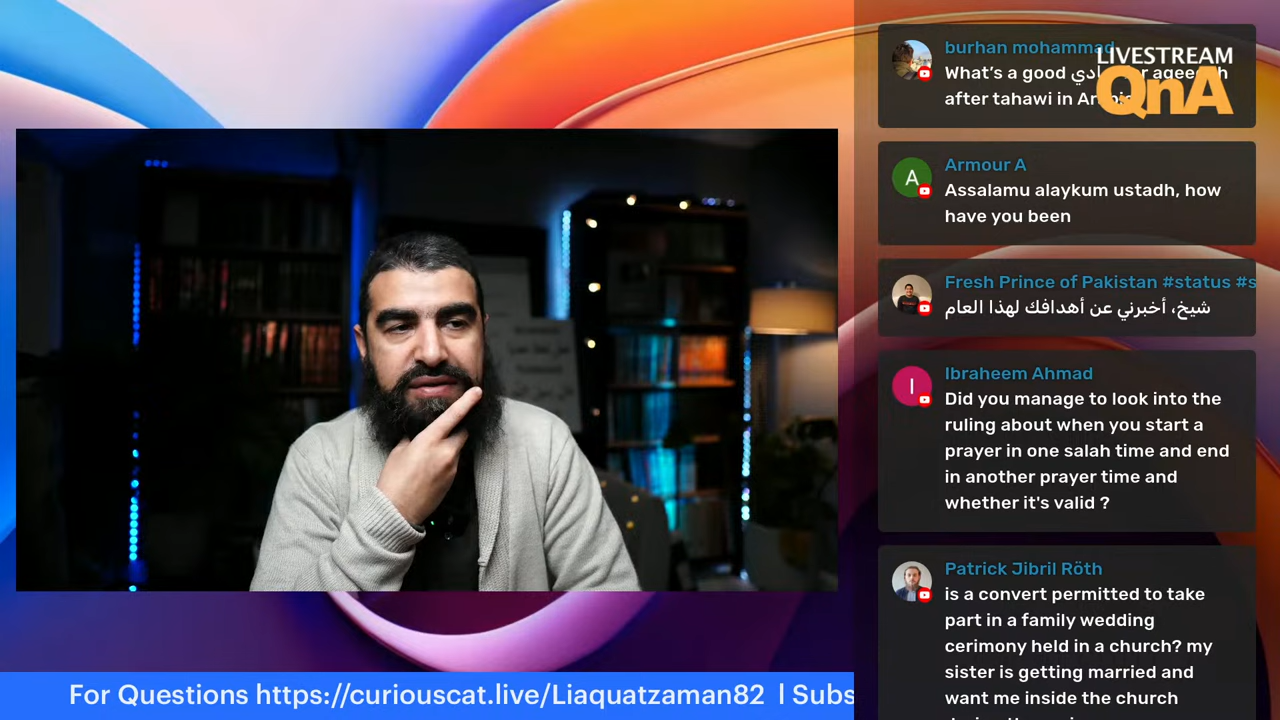 burhan mohammad
What's a good
after tahawi in
LIVESTREAM
QnA
Armour A
Assalamu alaykum ustadh, how
have you been
Fresh Prince of Pakistan #status #s
شيخ، أخبرني عن أهدافك لهذا العام
Ibraheem Ahmad
Did you manage to look into the
ruling about when you start a
prayer in one salah time and end
in another prayer time and
whether it's valid ?
Patrick Jibril Röth
is a convert permitted to take
part in a family wedding
cerimony held in a church? my
sister is getting married and
want me inside the church
A
I
For Questions https://curiouscat.live/Liaquatzaman82 | Subs